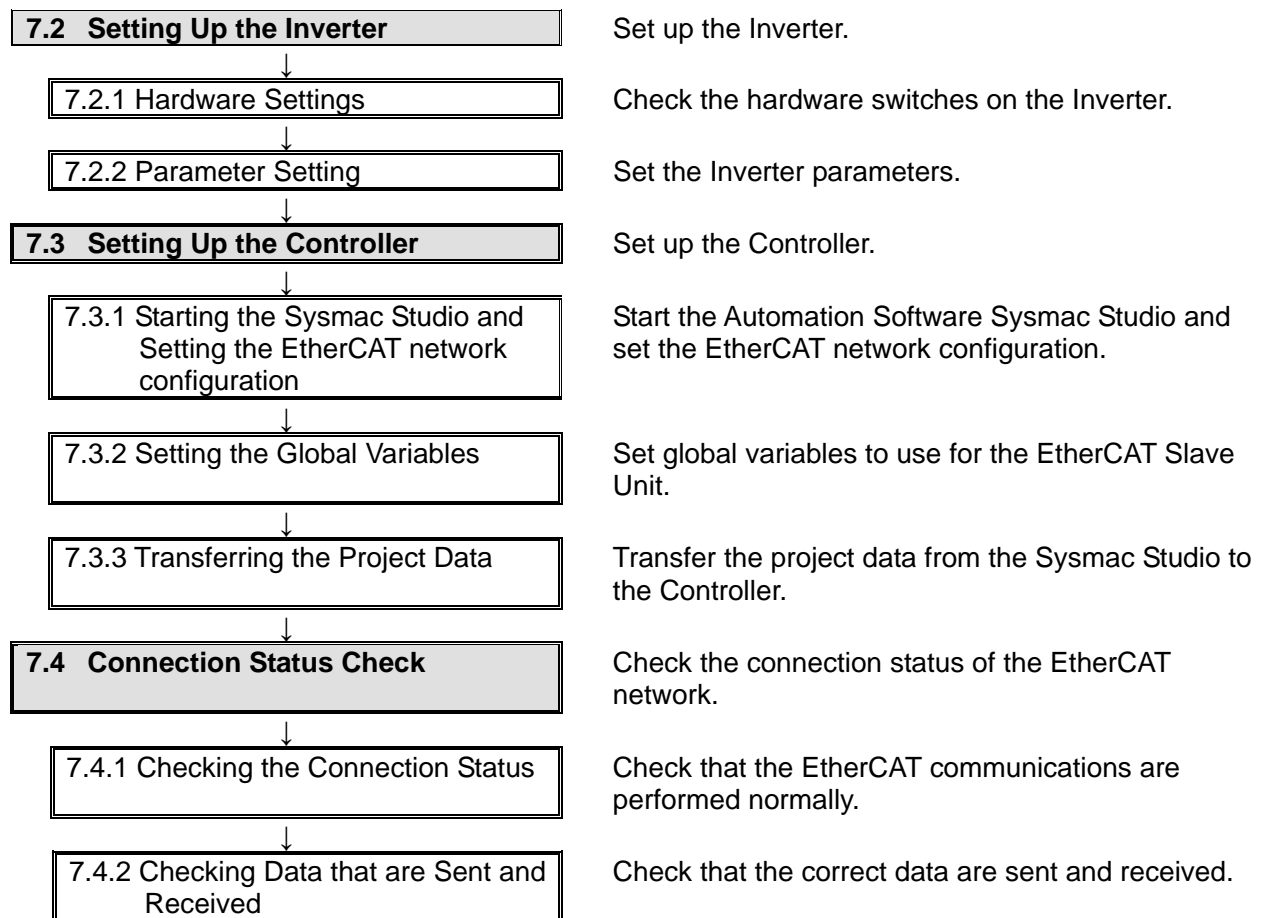 7.2 Setting Up the Inverter
Set up the Inverter.
↓
7.2.1 Hardware Settings
Check the hardware switches on the Inverter.
↓
7.2.2 Parameter Setting
Set the Inverter parameters.
↓
7.3 Setting Up the Controller
Set up the Controller.
↓
7.3.1 Starting the Sysmac Studio and
Setting the EtherCAT network
configuration
Start the Automation Software Sysmac Studio and
set the EtherCAT network configuration.
↓
7.3.2 Setting the Global Variables
Set global variables to use for the EtherCAT Slave
Unit.
↓
7.3.3 Transferring the Project Data
Transfer the project data from the Sysmac Studio to
the Controller.
↓
7.4 Connection Status Check
Check the connection status of the EtherCAT
network.
↓
7.4.1 Checking the Connection Status
Check that the EtherCAT communications are
performed normally.
↓
7.4.2 Checking Data that are Sent and
Received
Check that the correct data are sent and received.